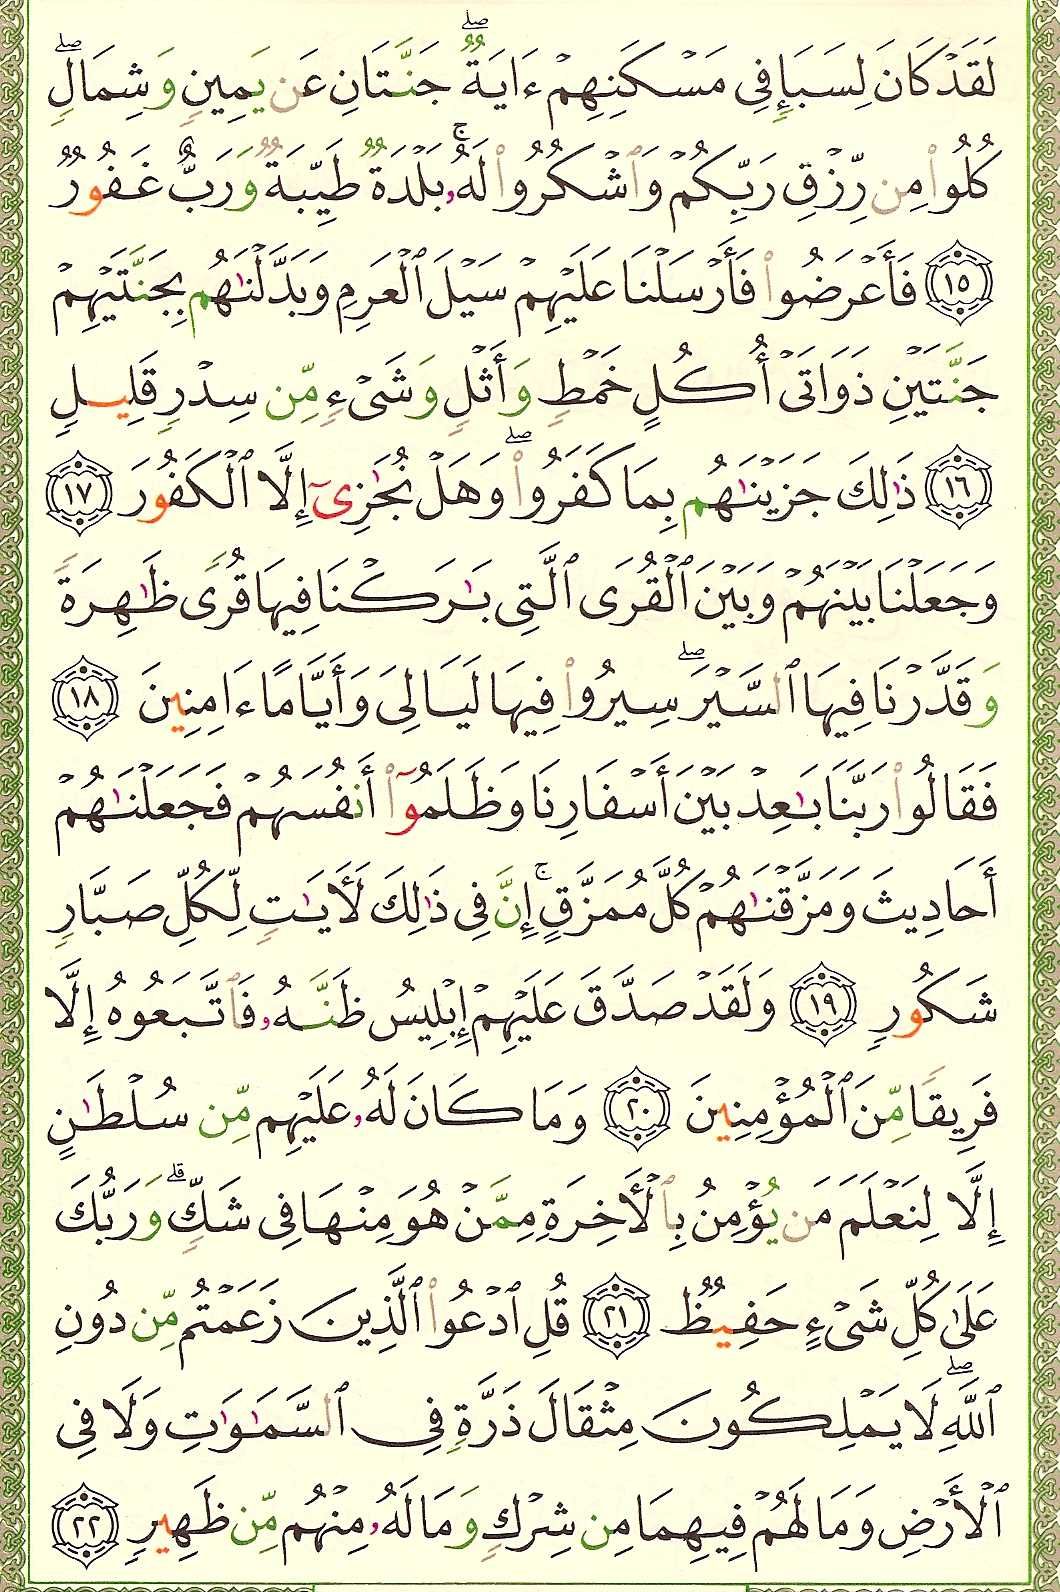 لَقَدْ كَانَ لِسَبَإٍ فِى مَسْكَنِهِمْ ءَايَةٌ ۖ جَنَّتَانِ عَن يَمِينٍ وَشِمَالٍ ۖ
كُلُوا۟ مِن رِّزْقِ رَبِّكُمْ وَٱشْكُرُوا۟ لَهُۥ ۚ بَلْدَةٌ طَيِّبَةٌ وَرَبٌّ غَفُورٌ
١٥ فَأَعْرَضُوا۟ فَأَرْسَلْنَا عَلَيْهِمْ سَيْلَ ٱلْعَرِمِ وَبَدَّلْنَٰهُم بِجَنَّتَيْهِمْ
جَنَّتَيْنِ ذَوَاتَىْ أُكُلٍ خَمْطٍ وَأَثْلٍ وَشَىْءٍ مِّن سِدْرٍ قَلِيلٍ
١٦ ذَٰلِكَ جَزَيْنَٰهُم بِمَا كَفَرُوا۟ ۖ وَهَلْ نُجَٰزِىٓ إِلَّا ٱلْكَفُورَ ١٧
وَجَعَلْنَا بَيْنَهُمْ وَبَيْنَ ٱلْقُرَى ٱلَّتِى بَٰرَكْنَا فِيهَا قُرًى ظَٰهِرَةً
وَقَدَّرْنَا فِيهَا ٱلسَّيْرَ ۖ سِيرُوا۟ فِيهَا لَيَالِىَ وَأَيَّامًا ءَامِنِينَ ١٨
فَقَالُوا۟ رَبَّنَا بَٰعِدْ بَيْنَ أَسْفَارِنَا وَظَلَمُوٓا۟ أَنفُسَهُمْ فَجَعَلْنَٰهُمْ
أَحَادِيثَ وَمَزَّقْنَٰهُمْ كُلَّ مُمَزَّقٍ ۚ إِنَّ فِى ذَٰلِكَ لَأَيَٰتٍ لِّكُلِّ صَبَّارٍ
شَكُورٍ ١٩ وَلَقَدْ صَدَّقَ عَلَيْهِمْ إِبْلِيسُ ظَنَّهُۥ فَٱتَّبَعُوهُ إِلَّا
فَرِيقًا مِّنَ ٱلْمُؤْمِنِينَ ٢٠ وَمَا كَانَ لَهُۥ عَلَيْهِم مِّن سُلْطَٰنٍ
إِلَّا لِنَعْلَمَ مَن يُؤْمِنُ بِٱلْأَخِرَةِ مِمَّنْ هُوَ مِنْهَا فِى شَكٍّ ۗ وَرَبُّكَ
عَلَىٰ كُلِّ شَىْءٍ حَفِيظٌ ٢١ قُلِ ٱدْعُوا۟ ٱلَّذِينَ زَعَمْتُم مِّن دُونِ
ٱللَّهِ ۖ لَا يَمْلِكُونَ مِثْقَالَ ذَرَّةٍ فِى ٱلسَّمَٰوَٰتِ وَلَا فِى
ٱلْأَرْضِ وَمَا لَهُمْ فِيهِمَا مِن شِرْكٍ وَمَا لَهُۥ مِنْهُم مِّن ظَهِيرٍ ٢٢